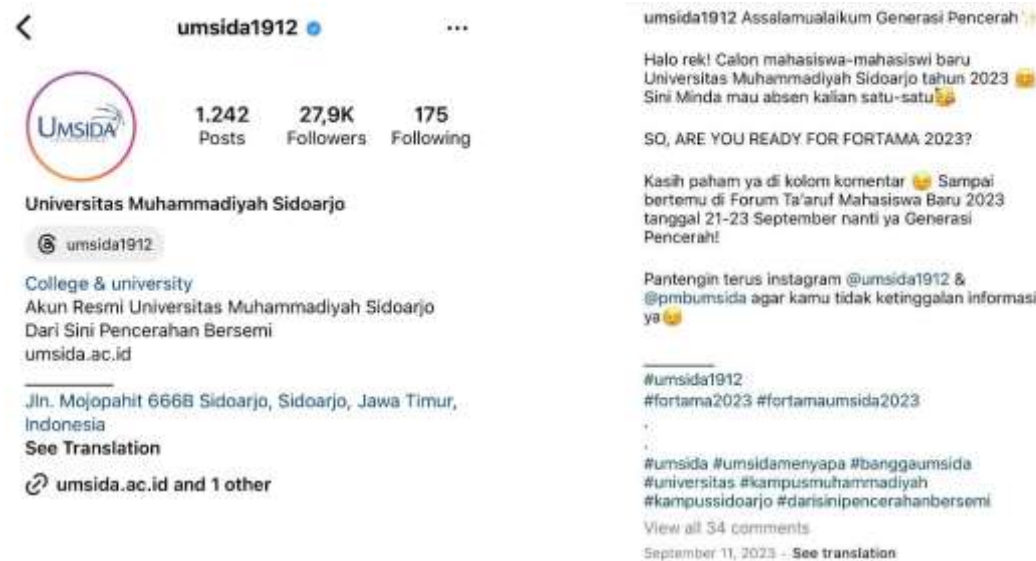 umsida1912
UMSIDA
1.242 27,9K 175
Posts Followers Following
Universitas Muhammadiyah Sidoarjo
umsida1912
College & university
Akun Resmi Universitas Muhammadiyah Sidoarjo
Dari Sini Pencerahan Bersemi
umsida.ac.id
Jln. Mojopahit 666B Sidoarjo, Sidoarjo, Jawa Timur,
Indonesia
See Translation
umsida.ac.id and 1 other
umsida1912 Assalamualaikum Generasi Pencerah ✨
Halo rek! Calon mahasiswa-mahasiswi baru
Universitas Muhammadiyah Sidoarjo tahun 2023
Sini Minda mau absen kalian satu-satu
SO, ARE YOU READY FOR FORTAMA 2023?
Kasih paham ya di kolom komentar 😉 Sampai
bertemu di Forum Ta'aruf Mahasiswa Baru 2023
tanggal 21-23 September nanti ya Generasi
Pencerah!
Pantengin terus instagram @umsida1912 &
@pmbumsida agar kamu tidak ketinggalan informasi
ya😉
#umsida1912
#fortama2023 #fortamaumsida2023
.
.
#umsida #umsidamenyapa #banggaumsida
#universitas #kampusmuhammadiyah
#kampussidoarjo #darisinipencerahanbersemi
View all 34 comments
September 11, 2023 - See translation